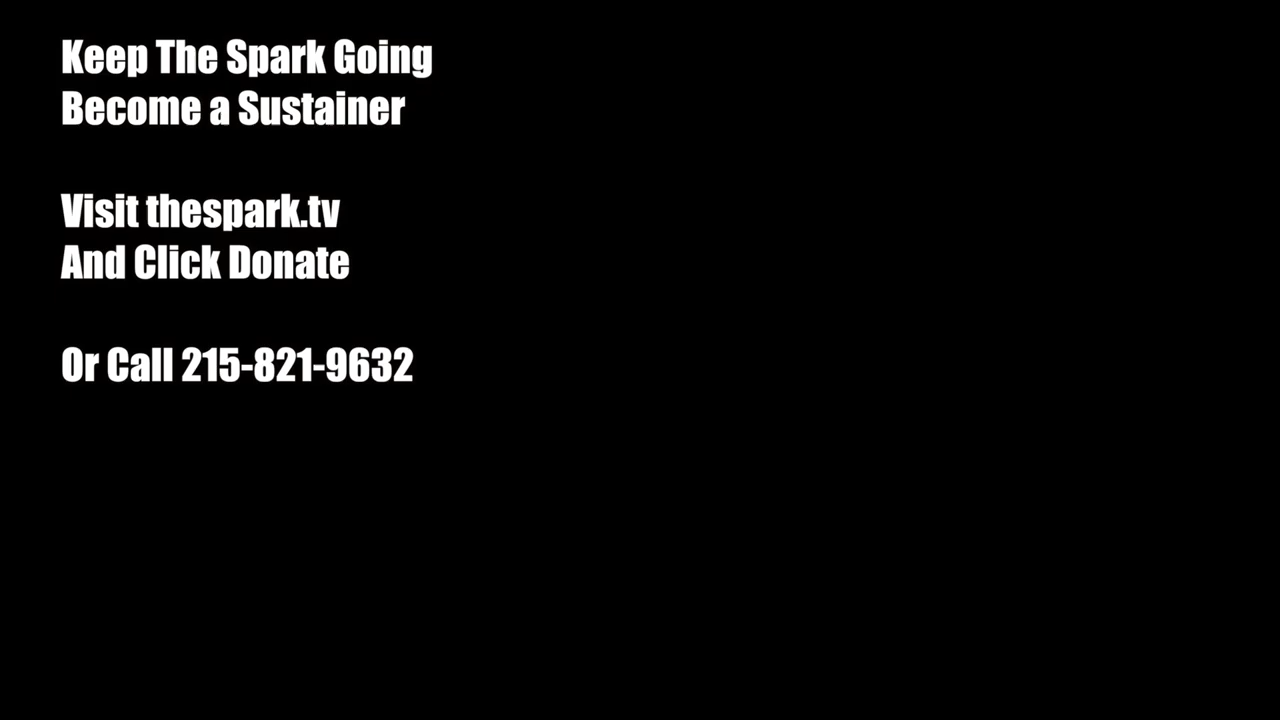 Keep The Spark Going
Become a Sustainer
Visit thespark.tv
And Click Donate
Or Call 215-821-9632